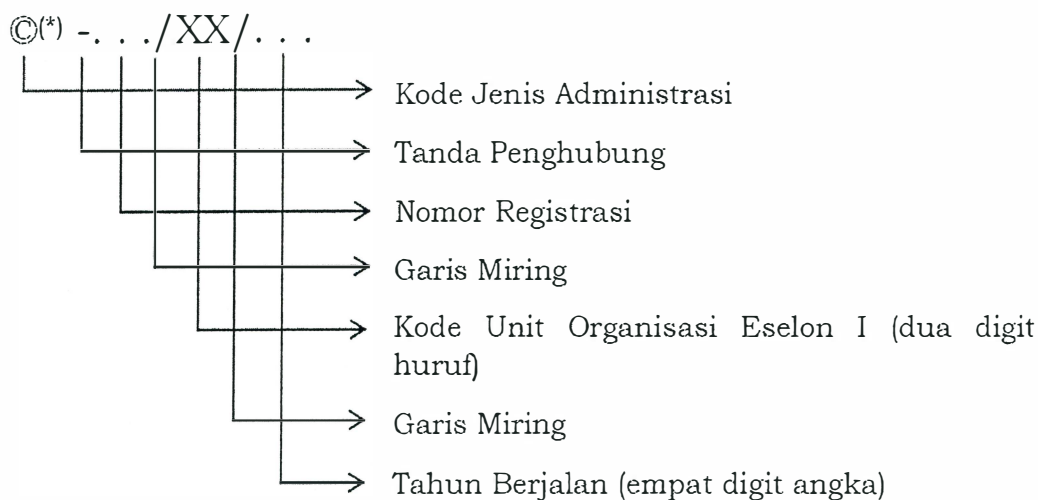 ©(*) -. . ./XX/. . .
Kode Jenis Administrasi
Tanda Penghubung
Nomor Registrasi
Garis Miring
Kode Unit Organisasi Eselon I (dua digit
huruf)
Garis Miring
Tahun Berjalan (empat digit angka)